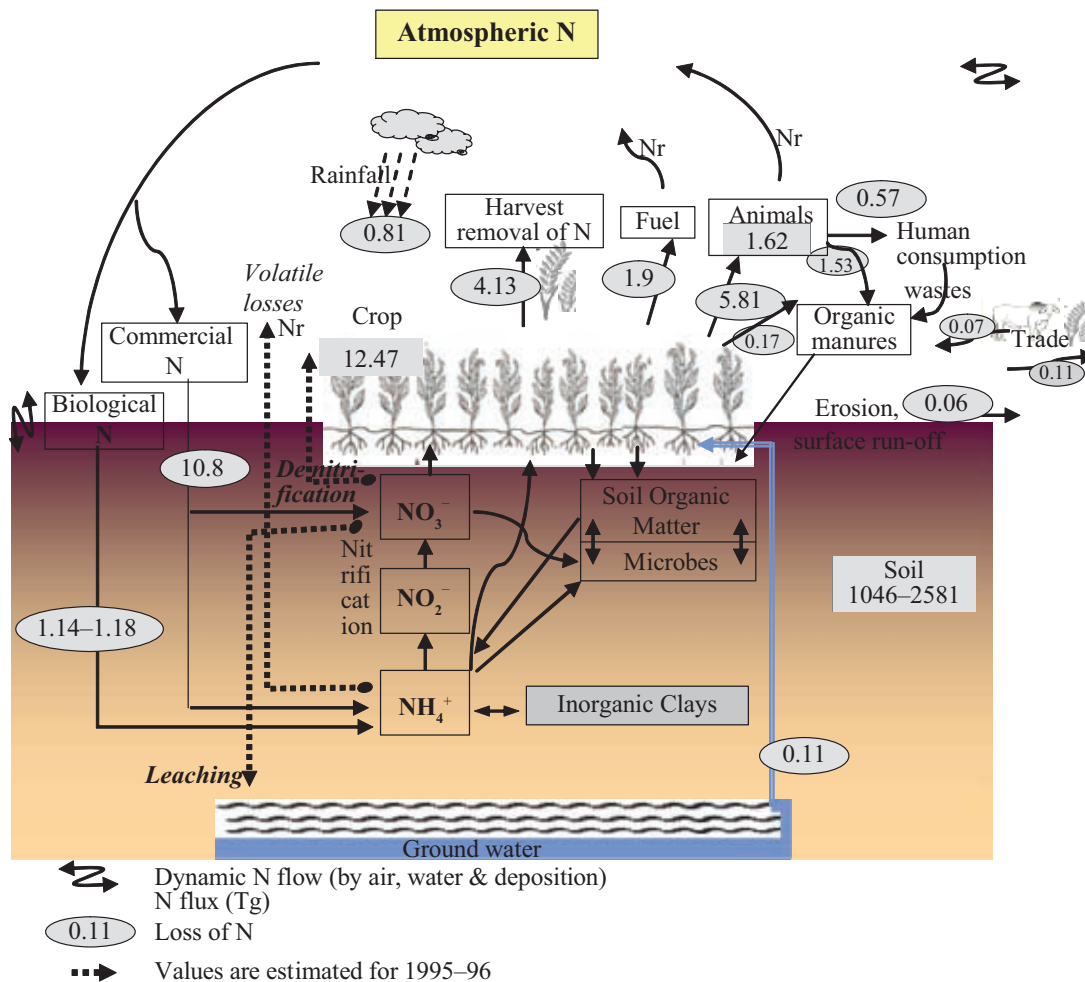 Atmospheric N
Nr
Nr
Rainfall
0.81
Harvest
removal of N
Fuel
Animals
1.62
0.57
Human
consumption
wastes
1.53
4.13
1.9
5.81
0.17
Organic
manures
0.07
Trade
0.11
Volatile
losses
Nr
Crop
12.47
Commercial
N
Biological
N
Erosion,
0.06
surface run-off
10.8
Denitri-
fication
NO3−
Soil Organic
Matter
Microbes
Nit
rifi
cat
ion
NO2−
Soil
1046–2581
1.14–1.18
NH4+
Inorganic Clays
Leaching
0.11
Ground water
Dynamic N flow (by air, water & deposition)
N flux (Tg)
0.11
Loss of N
Values are estimated for 1995–96